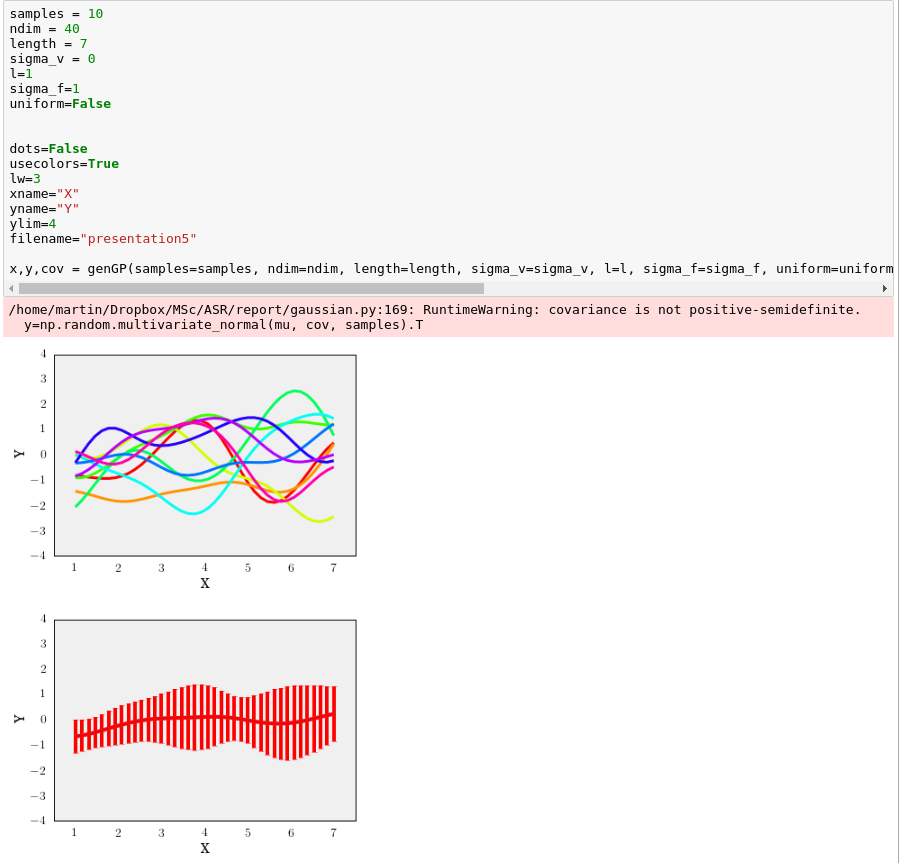 samples = 10
ndim = 40
length = 7
sigma_v = 0
l=1
sigma_f=1
uniform=False
dots=False
usecolors=True
lw=3
xname="X"
yname="Y"
ylim=4
filename="presentation5"
x,y,cov = genGP(samples=samples, ndim=ndim, length=length, sigma_v=sigma_v, l=l, sigma_f=sigma_f, uniform=uniform
/home/martin/Dropbox/MSc/ASR/report/gaussian.py:169: RuntimeWarning: covariance is not positive-semidefinite.
y=np.random.multivariate_normal(mu, cov, samples).T
4
3
2
1
0
−1
−2
−3
−4
Y
1 2 3 4 5 6 7
X
4
3
2
1
0
−1
−2
−3
−4
Y
1 2 3 4 5 6 7
X